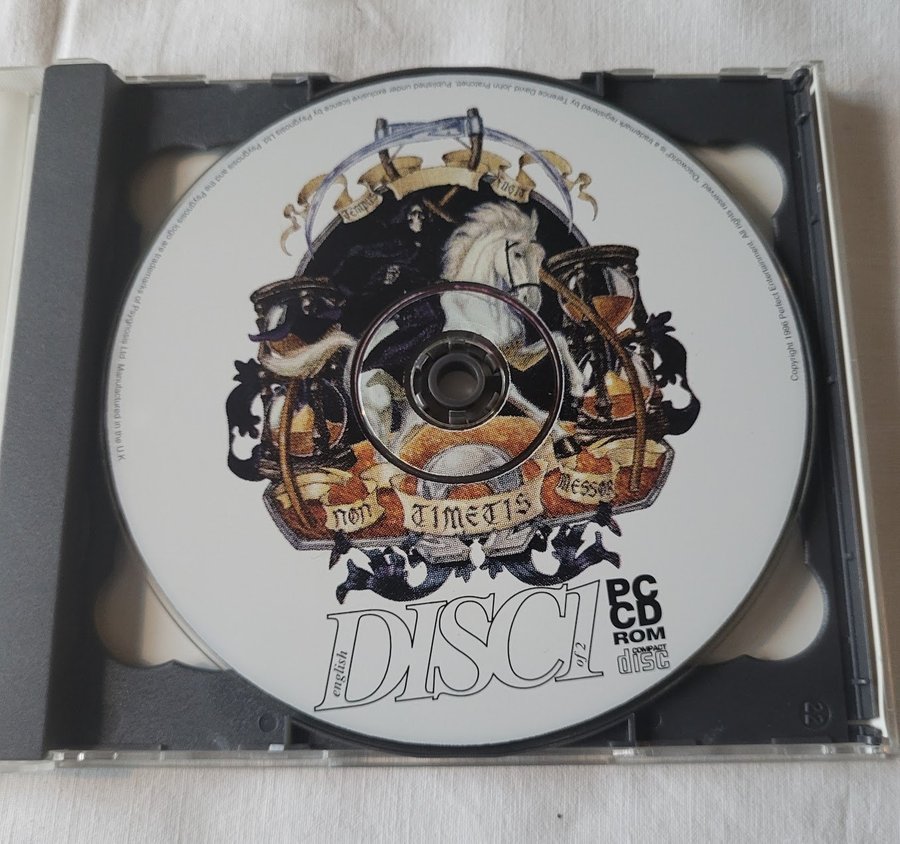 Copyright 1996 Perfect Entertainment. All rights reserved. 'Discworld' is a trademark registered by Terence David John Pratchett. Published under exclusive licence by Psygnosis Ltd. Psygnosis and the Psygnosis logo are trademarks of Psygnosis Ltd. Manufactured in the U.K.
TEMPUS FUGIT
NON TIMETIS MESSOR
english
DISC1
of 2
PC
CD
ROM
COMPACT
disc